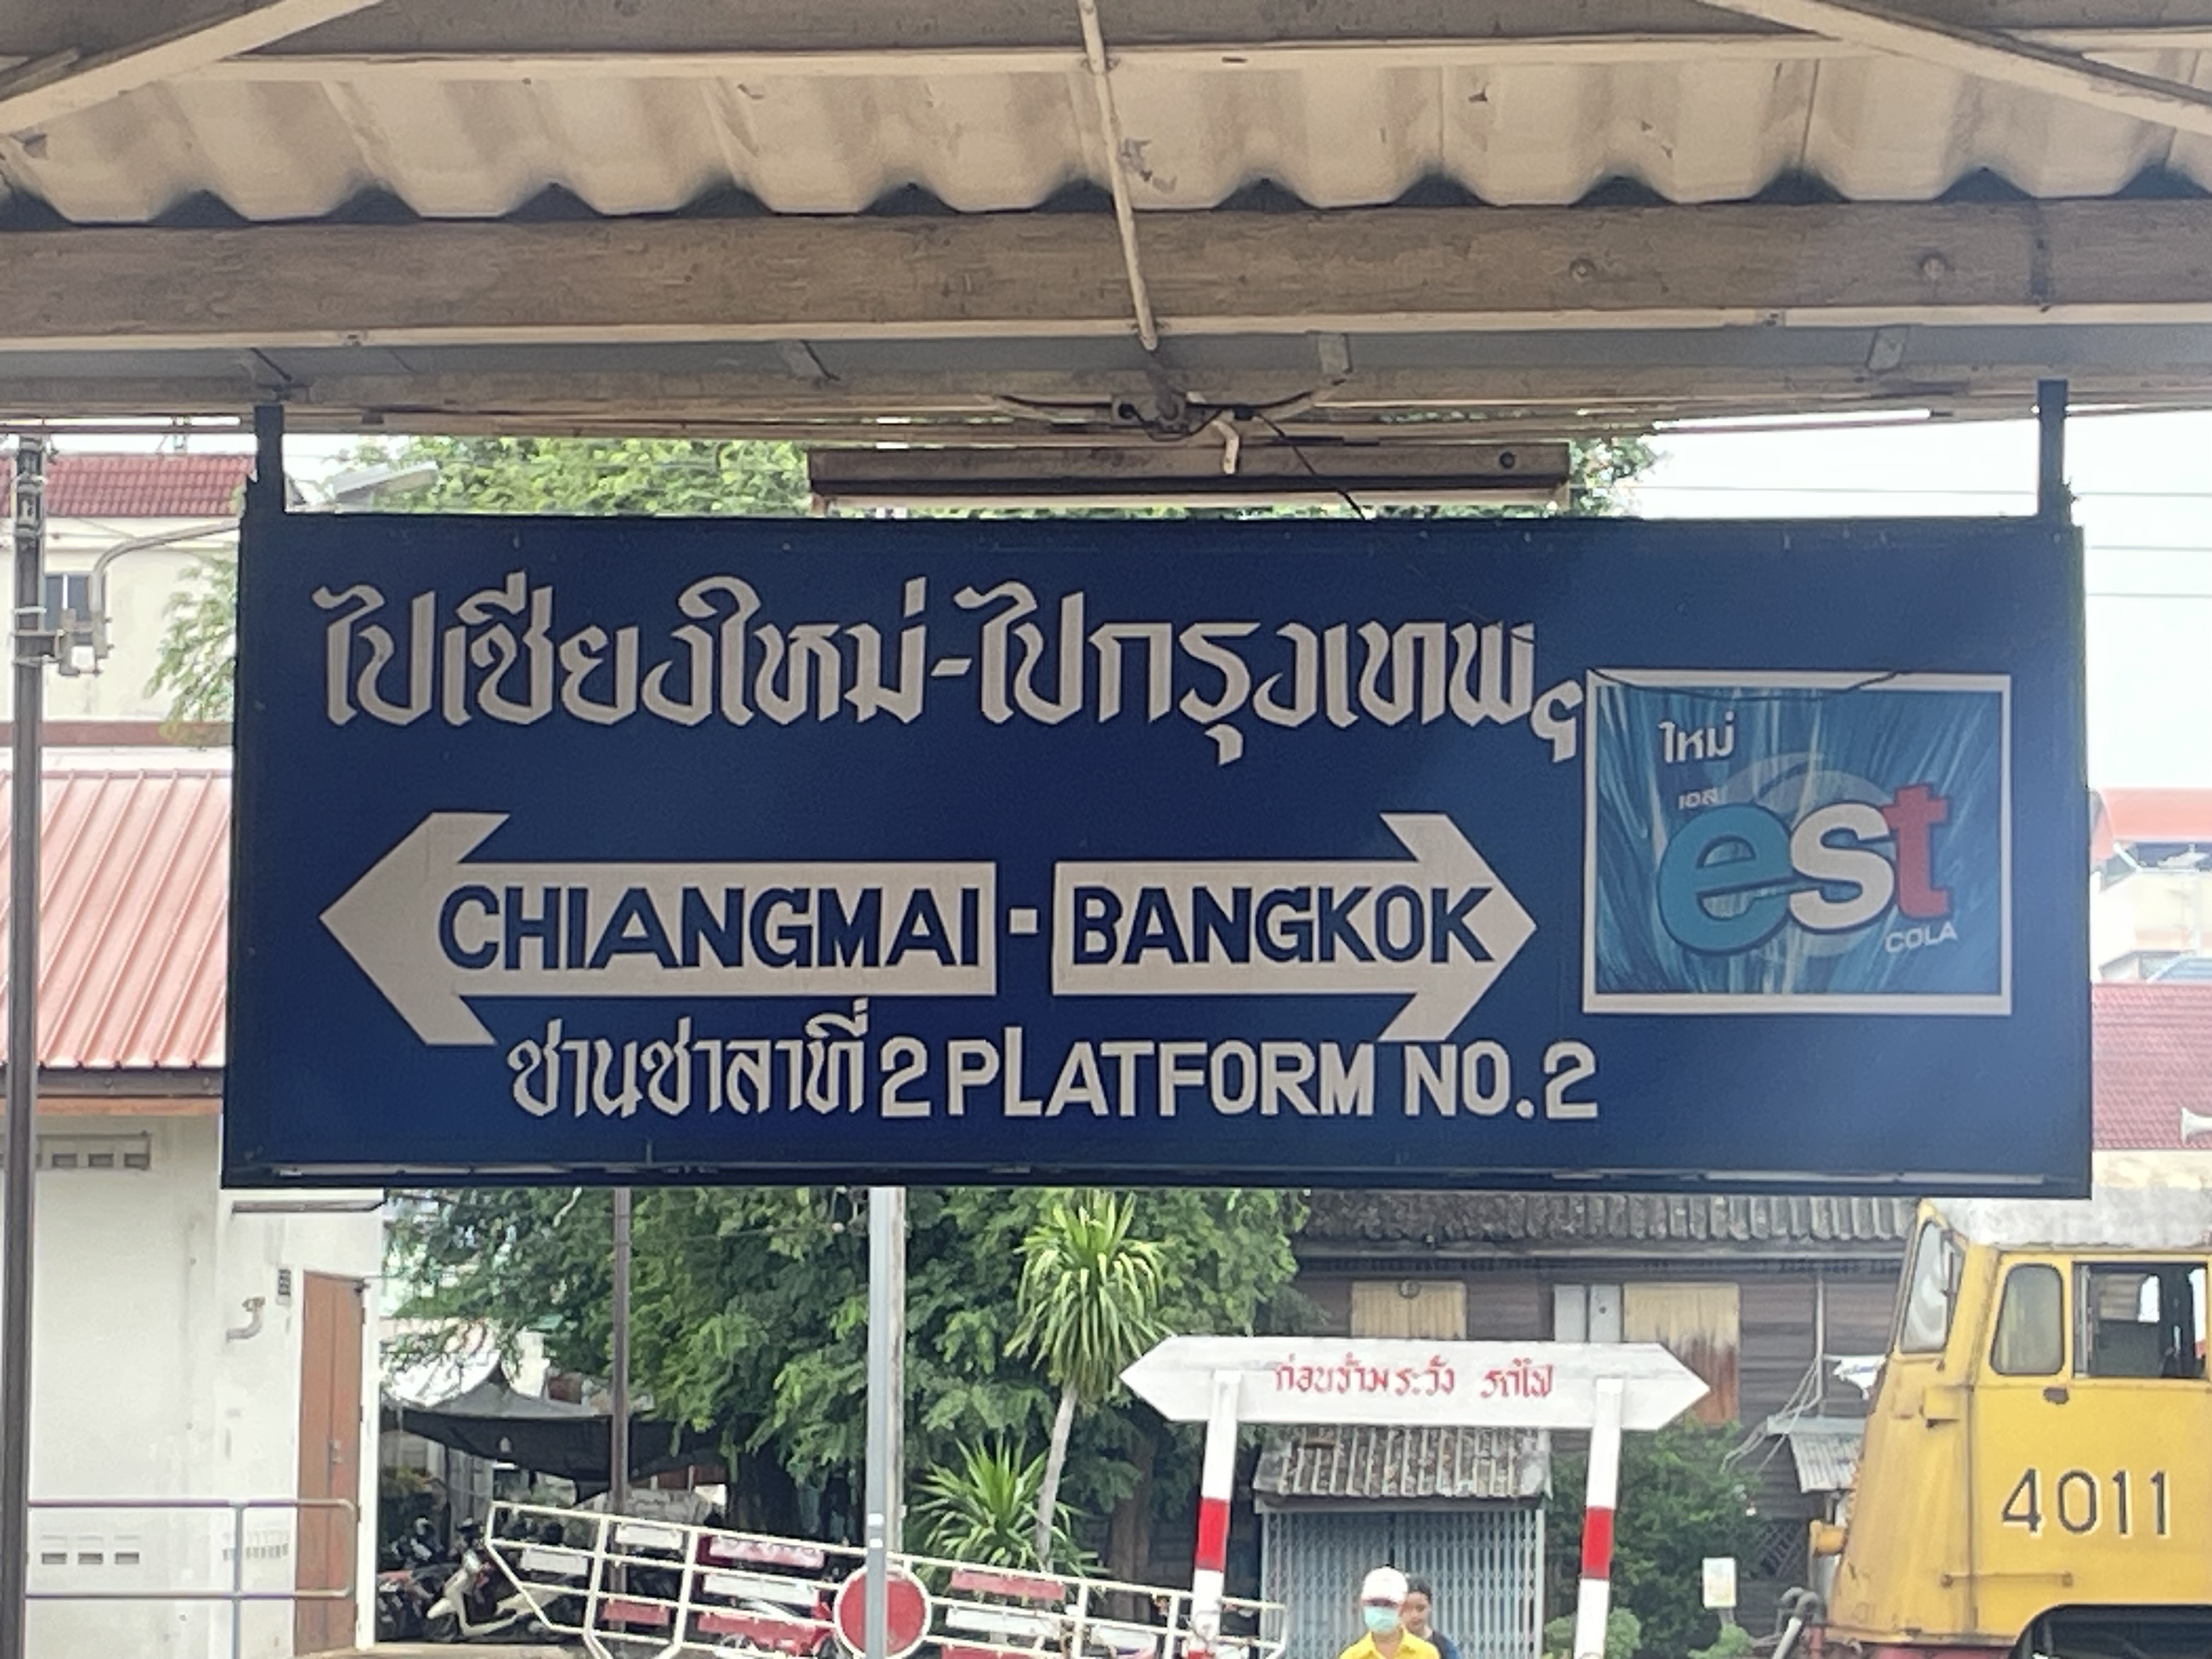 ไปเชียงใหม่-ไปกรุงเทพฯ
CHIANGMAI - BANGKOK
ชานชาลาที่ 2 PLATFORM NO. 2
ใหม่
เอส
est
COLA
ก่อนข้ามระวัง รถไฟ
4011